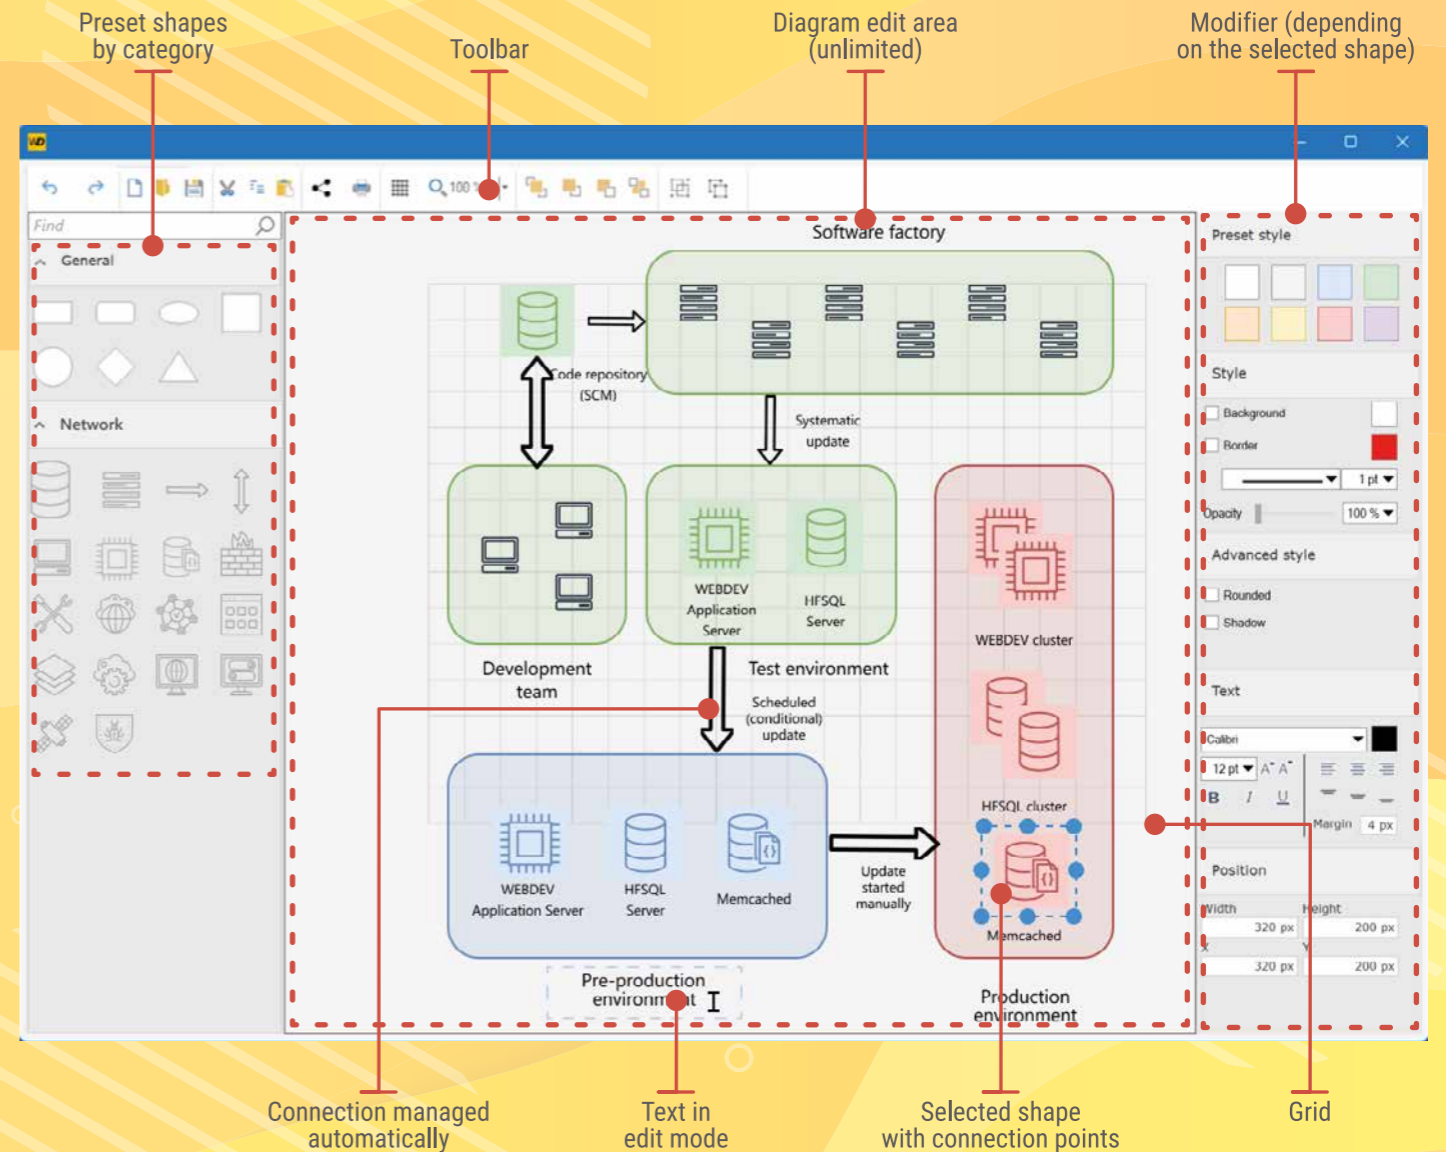 Preset shapes
by category
Toolbar
Diagram edit area
(unlimited)
Modifier (depending
on the selected shape)
WD
100 %
Find
General
Network
Software factory
Code repository
(SCM)
Systematic
update
WEBDEV
Application
Server
HFSQL
Server
Development
team
Test environment
Scheduled
(conditional)
update
WEBDEV cluster
HFSQL cluster
Memcached
WEBDEV
Application Server
HFSQL
Server
Memcached
Update
started
manually
Pre-production
environment
Production
environment
Preset style
Style
Background
Border
1 pt
Opacity
100 %
Advanced style
Rounded
Shadow
Text
Calibri
12 pt A A
B I U
Margin 4 px
Position
Width Height
320 px 200 px
X Y
320 px 200 px
Connection managed
automatically
Text in
edit mode
Selected shape
with connection points
Grid